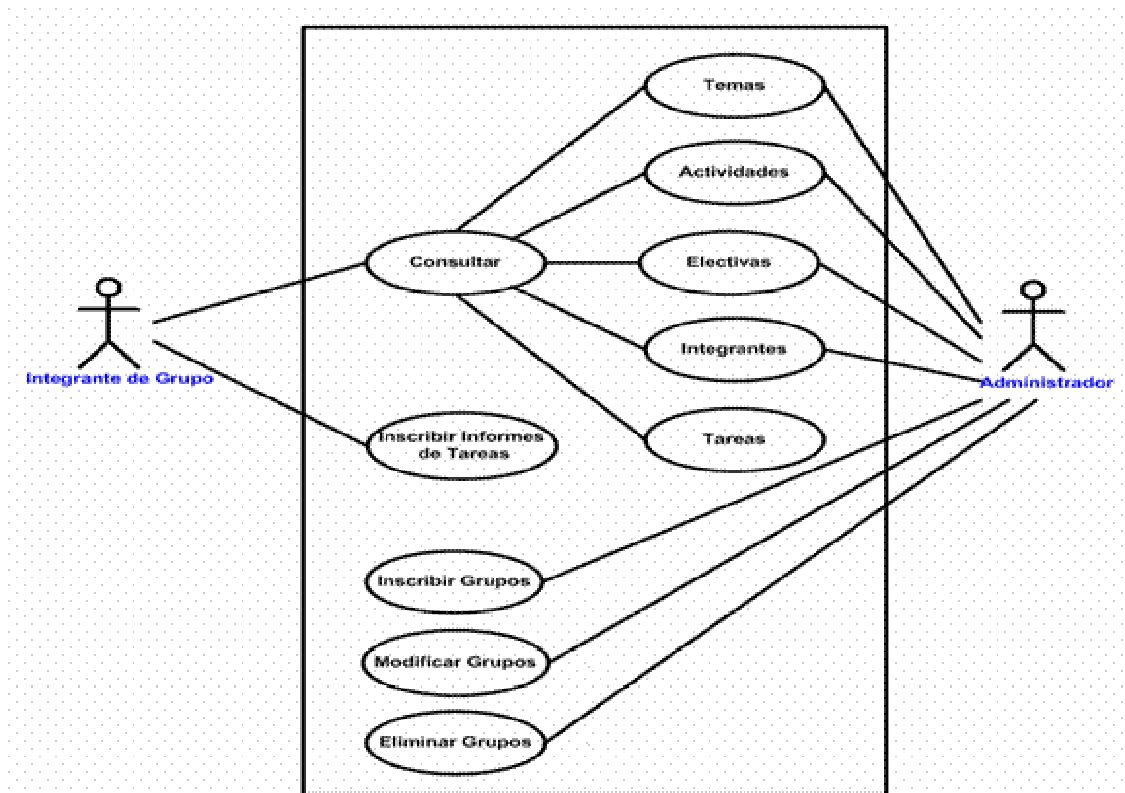 Temas
Actividades
Consultar
Electivas
Integrantes
Integrante de Grupo
Administrador
Inscribir Informes
de Tareas
Tareas
Inscribir Grupos
Modificar Grupos
Eliminar Grupos